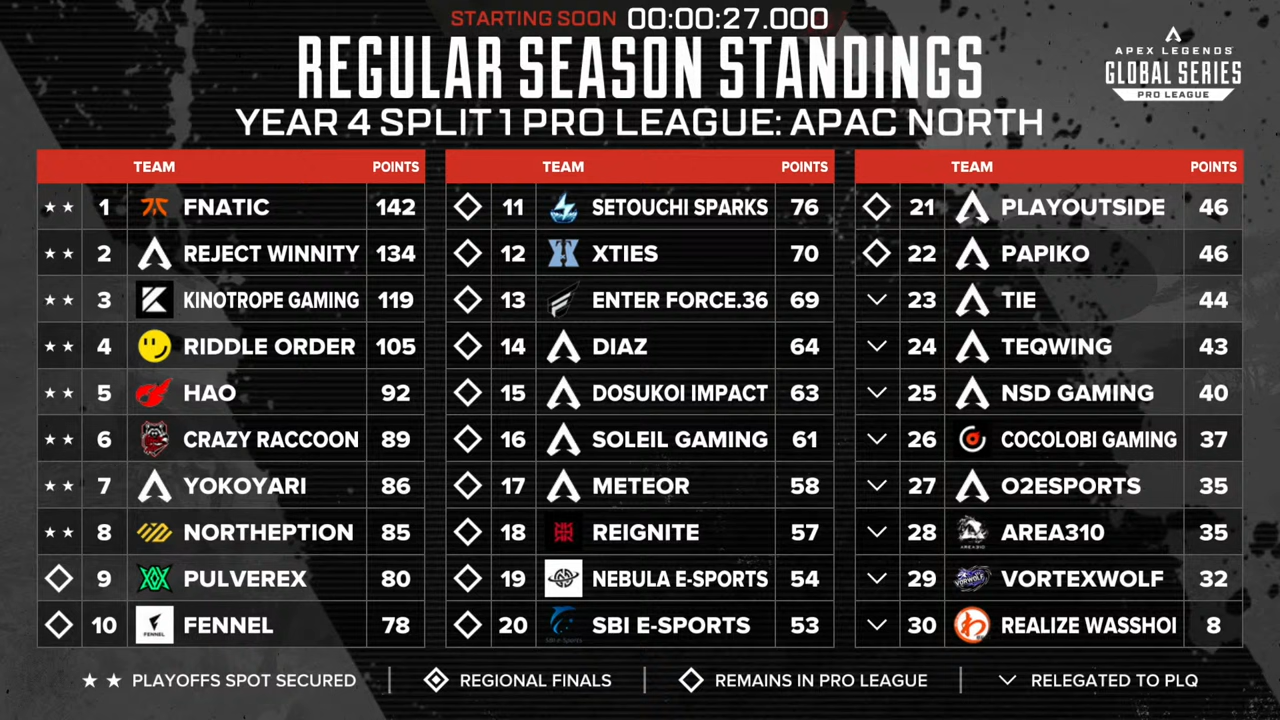 STARTING SOON 00:00:27.000
REGULAR SEASON STANDINGS
YEAR 4 SPLIT 1 PRO LEAGUE: APAC NORTH
APEX LEGENDS
GLOBAL SERIES
PRO LEAGUE
TEAM POINTS
1 FNATIC 142
2 REJECT WINNITY 134
3 KINOTROPE GAMING 119
4 RIDDLE ORDER 105
5 HAO 92
6 CRAZY RACCOON 89
7 YOKOYARI 86
8 NORTHEPTION 85
9 PULVEREX 80
10 FENNEL FENNEL 78
TEAM POINTS
11 SETOUCHI SPARKS 76
12 XTIES 70
13 ENTER FORCE.36 69
14 DIAZ 64
15 DOSUKOI IMPACT 63
16 SOLEIL GAMING 61
17 METEOR 58
18 REIGNITE 57
19 NEBULA E-SPORTS 54
20 SBI E-SPORTS 53
TEAM POINTS
21 PLAYOUTSIDE 46
22 PAPIKO 46
23 TIE 44
24 TEQWING 43
25 NSD GAMING 40
26 COCOLOBI GAMING 37
27 O2ESPORTS 35
28 AREA310 AREA310 35
29 VORTEXWOLF 32
30 わ REALIZE WASSHOI 8
★ ★ PLAYOFFS SPOT SECURED
REGIONAL FINALS
REMAINS IN PRO LEAGUE
RELEGATED TO PLQ